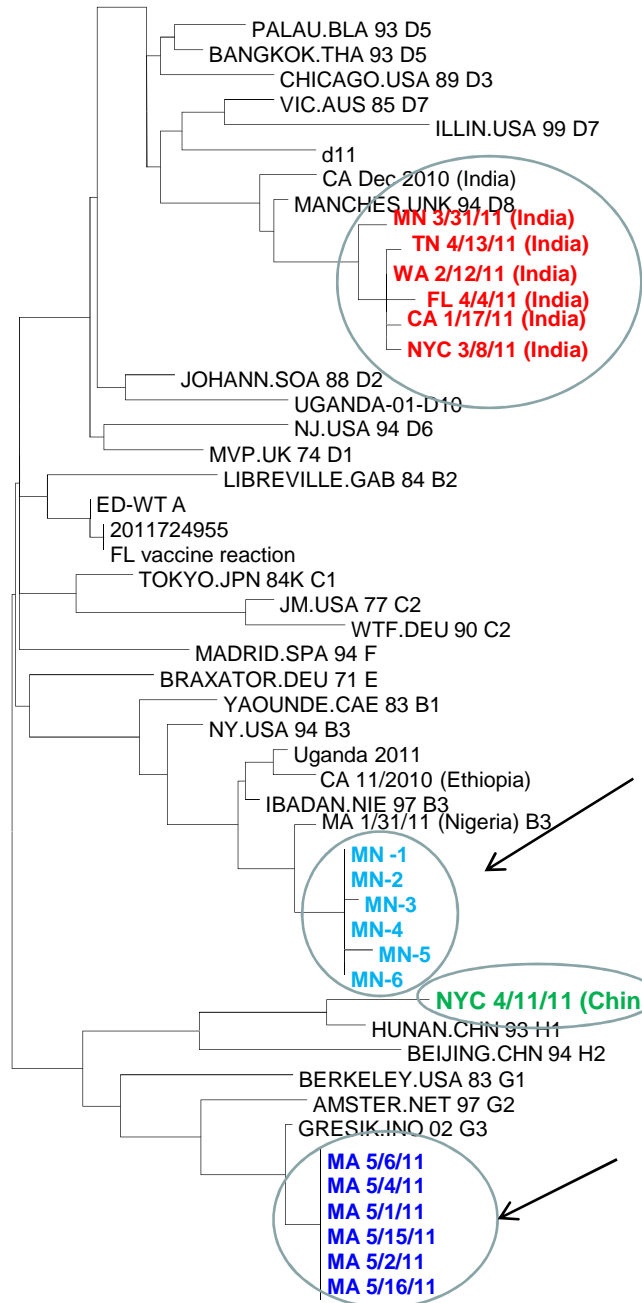 PALAU.BLA 93 D5
BANGKOK.THA 93 D5
CHICAGO.USA 89 D3
VIC.AUS 85 D7
ILLIN.USA 99 D7
d11
CA Dec 2010 (India)
MANCHES.UNK 94 D8
MN 3/31/11 (India)
TN 4/13/11 (India)
WA 2/12/11 (India)
FL 4/4/11 (India)
CA 1/17/11 (India)
NYC 3/8/11 (India)
JOHANN.SOA 88 D2
UGANDA-01-D10
NJ.USA 94 D6
MVP.UK 74 D1
LIBREVILLE.GAB 84 B2
ED-WT A
2011724955
FL vaccine reaction
TOKYO.JPN 84K C1
JM.USA 77 C2
WTF.DEU 90 C2
MADRID.SPA 94 F
BRAXATOR.DEU 71 E
YAOUNDE.CAE 83 B1
NY.USA 94 B3
Uganda 2011
CA 11/2010 (Ethiopia)
IBADAN.NIE 97 B3
MA 1/31/11 (Nigeria) B3
MN -1
MN-2
MN-3
MN-4
MN-5
MN-6
NYC 4/11/11 (Chin
HUNAN.CHN 93 H1
BEIJING.CHN 94 H2
BERKELEY.USA 83 G1
AMSTER.NET 97 G2
GRESIK.INO 02 G3
MA 5/6/11
MA 5/4/11
MA 5/1/11
MA 5/15/11
MA 5/2/11
MA 5/16/11